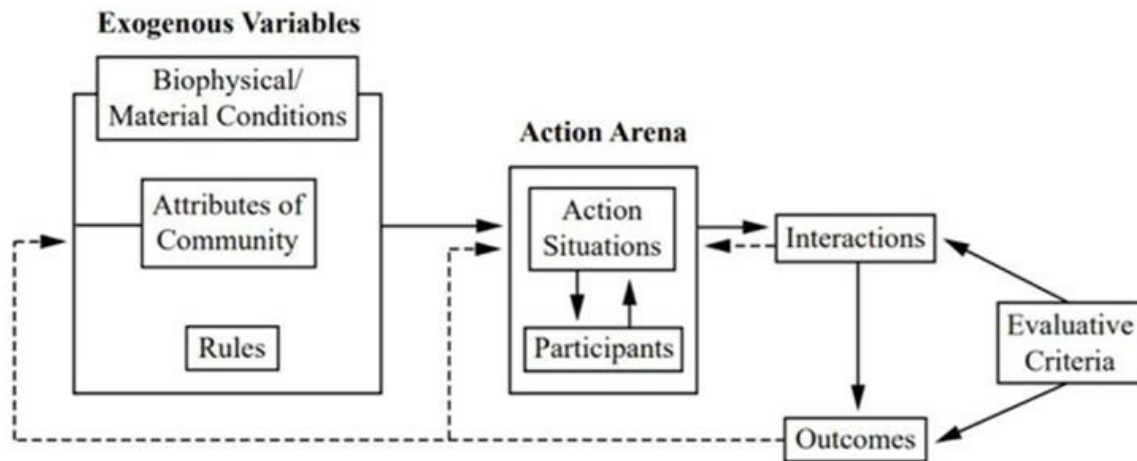 Exogenous Variables
Biophysical/
Material Conditions
Attributes of
Community
Rules
Action Arena
Action
Situations
Participants
Interactions
Outcomes
Evaluative
Criteria